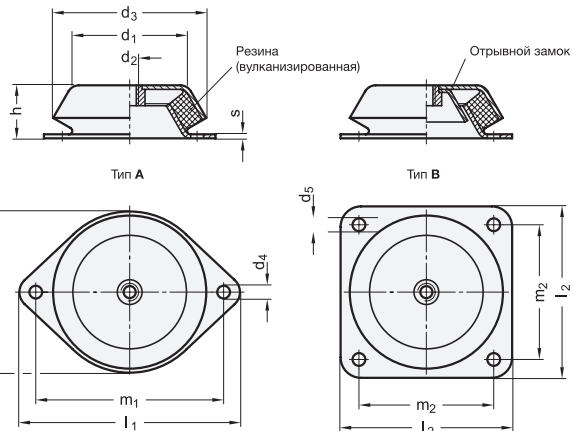 d3
d1
d2
Резина
(вулканизированная)
Отрывной замок
h
s
Тип A
Тип B
d5
d4
m2
l2
m1
l1
m2
l2